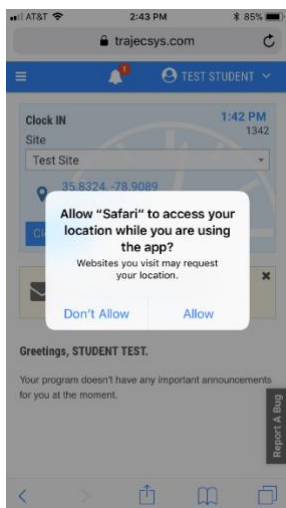 AT&T 2:43 PM 85%
trajecsys.com
1 TEST STUDENT
Clock IN 1:42 PM
Site 1342
Test Site
35.8324, -78.9089
Allow "Safari" to access your
location while you are using
the app?
Websites you visit may request
your location.
Don't Allow Allow
Greetings, STUDENT TEST.
Your program doesn't have any important announcements
for you at the moment.
Report A Bug